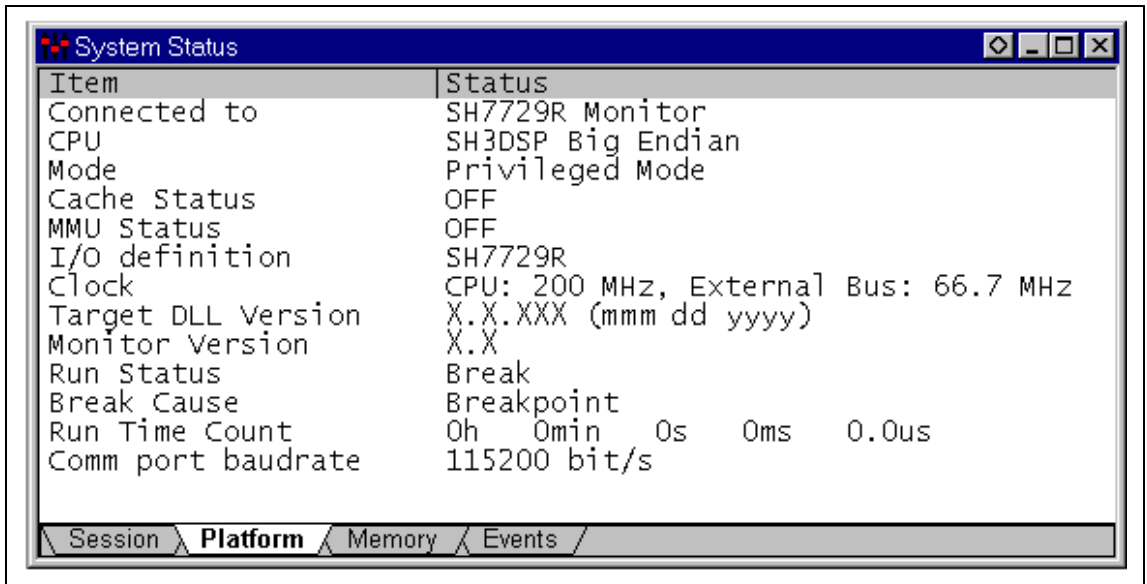 System Status
Item Status
Connected to SH7729R Monitor
CPU SH3DSP Big Endian
Mode Privileged Mode
Cache Status OFF
MMU Status OFF
I/O definition SH7729R
Clock CPU: 200 MHz, External Bus: 66.7 MHz
Target DLL Version X.X.XXX (mmm dd yyyy)
Monitor Version X.X
Run Status Break
Break Cause Breakpoint
Run Time Count 0h 0min 0s 0ms 0.0us
Comm port baudrate 115200 bit/s
Session Platform Memory Events